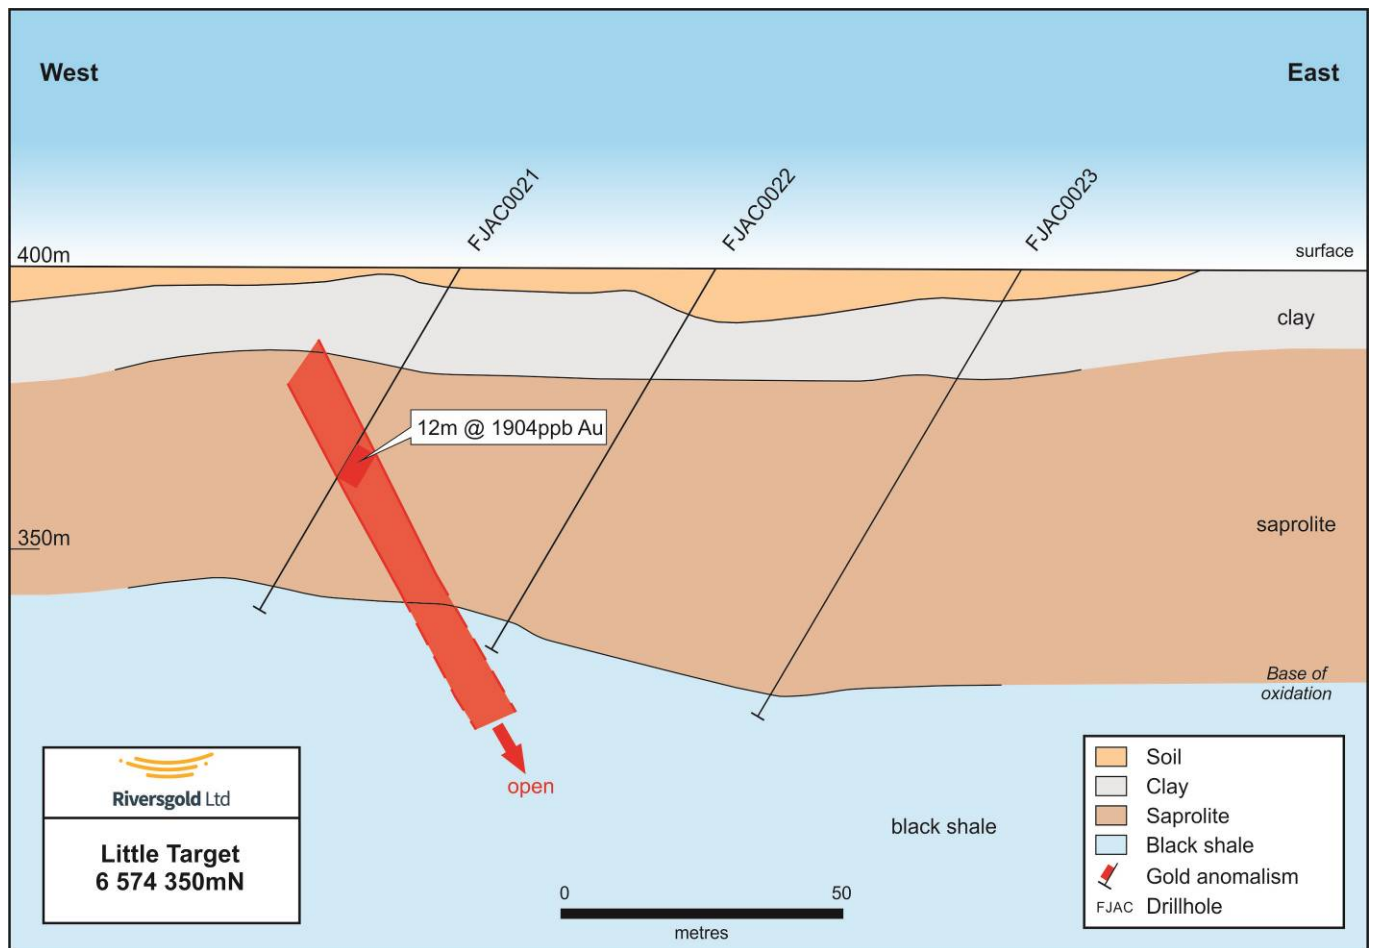 West
East
FJAC0021
FJAC0022
FJAC0023
400m
surface
clay
12m @ 1904ppb Au
saprolite
350m
Base of
oxidation
open
black shale
Riversgold Ltd
Little Target
6 574 350mN
0
50
metres
Soil
Clay
Saprolite
Black shale
Gold anomalism
FJAC Drillhole